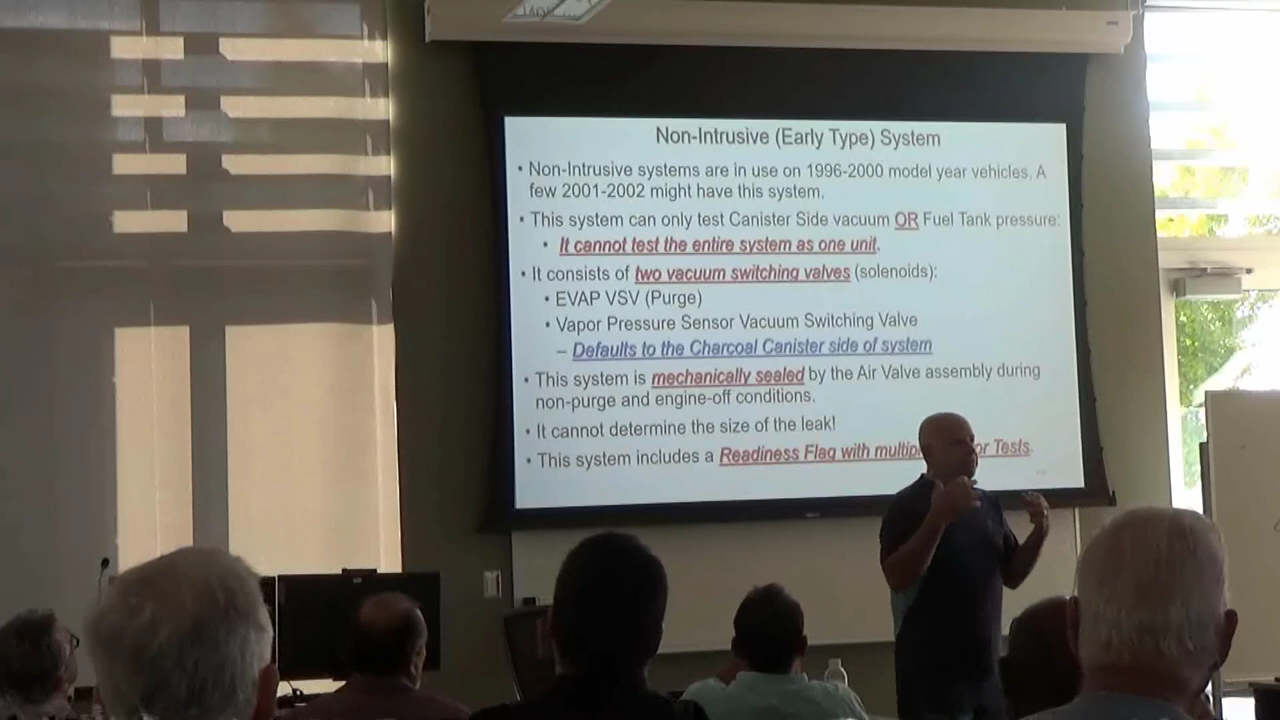 Non-Intrusive (Early Type) System
• Non-Intrusive systems are in use on 1996-2000 model year vehicles. A
few 2001-2002 might have this system.
• This system can only test Canister Side vacuum OR Fuel Tank pressure:
• It cannot test the entire system as one unit.
• It consists of two vacuum switching valves (solenoids):
• EVAP VSV (Purge)
• Vapor Pressure Sensor Vacuum Switching Valve
– Defaults to the Charcoal Canister side of system
• This system is mechanically sealed by the Air Valve assembly during
non-purge and engine-off conditions.
• It cannot determine the size of the leak!
• This system includes a Readiness Flag with Tests.